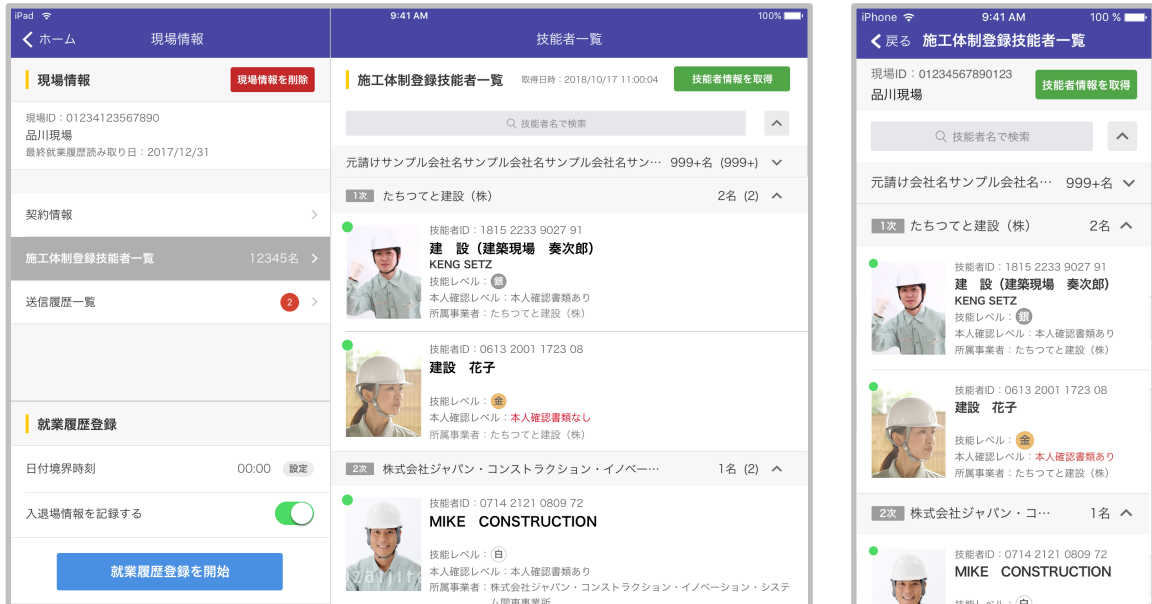 iPad
9:41 AM
100%
ホーム
現場情報
技能者一覧
現場情報
現場情報を削除
現場ID：01234123567890
品川現場
最終就業履歴読み取り日：2017/12/31
契約情報
施工体制登録技能者一覧 12345名
送信履歴一覧 2
就業履歴登録
日付境界時刻 00:00 設定
入退場情報を記録する
就業履歴登録を開始
施工体制登録技能者一覧 取得日時：2018/10/17 11:00:04 技能者情報を取得
技能者名で検索
元請けサンプル会社名サンプル会社名サンプル会社名サン… 999+名 (999+)
1次 たちつてと建設（株） 2名 (2)
技能者ID：1815 2233 9027 91
建　設（建築現場　奏次郎）
KENG SETZ
技能レベル：銀
本人確認レベル：本人確認書類あり
所属事業者：たちつてと建設（株）
技能者ID：0613 2001 1723 08
建設　花子
技能レベル：金
本人確認レベル：本人確認書類なし
所属事業者：たちつてと建設（株）
2次 株式会社ジャパン・コンストラクション・イノベー… 1名 (2)
技能者ID：0714 2121 0809 72
MIKE　CONSTRUCTION
技能レベル：白
本人確認レベル：本人確認書類あり
所属事業者：株式会社ジャパン・コンストラクション・イノベーション・システ
ム関東事業所
iPhone
9:41 AM
100 %
戻る 施工体制登録技能者一覧
現場ID：01234567890123
品川現場
技能者情報を取得
技能者名で検索
元請け会社名サンプル会社名… 999+名
1次 たちつてと建設（株） 2名
技能者ID：1815 2233 9027 91
建　設（建築現場　奏次郎）
KENG SETZ
技能レベル：銀
本人確認レベル：本人確認書類あり
所属事業者：たちつてと建設（株）
技能者ID：0613 2001 1723 08
建設　花子
技能レベル：金
本人確認レベル：本人確認書類あり
所属事業者：たちつてと建設（株）
2次 株式会社ジャパン・コ… 1名
技能者ID：0714 2121 0809 72
MIKE　CONSTRUCTION
技能レベル：白